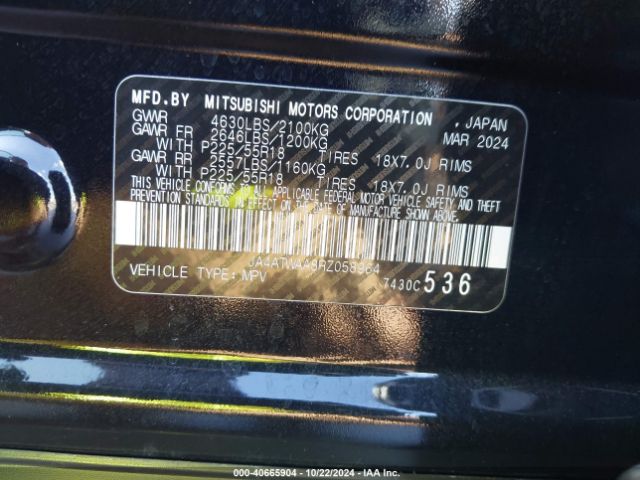 MFD.BY MITSUBISHI MOTORS CORPORATION , JAPAN
GVWR 4630LBS/2100KG MAR 2024
GAWR FR 2646LBS/1200KG
WITH P225/55R18 TIRES 18X7.0J RIMS
GAWR RR 2557LBS/1160KG
WITH P225/55R18 TIRES 18X7.0J RIMS
THIS VEHICLE CONFORMS TO ALL APPLICABLE FEDERAL MOTOR VEHICLE SAFETY AND THEFT
PREVENTION STANDARDS IN EFFECT ON THE DATE OF MANUFACTURE SHOWN ABOVE.
JA4ATWAA9RZ058964
VEHICLE TYPE: MPV 7430C536
000-40665904 | 10/22/2024 - IAA Inc.